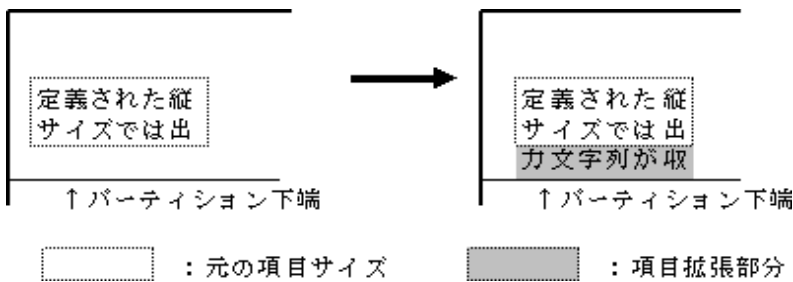 定義された縦
サイズでは出
↑パーティション下端
定義された縦
サイズでは出
力文字列が収
↑パーティション下端
：元の項目サイズ
：項目拡張部分